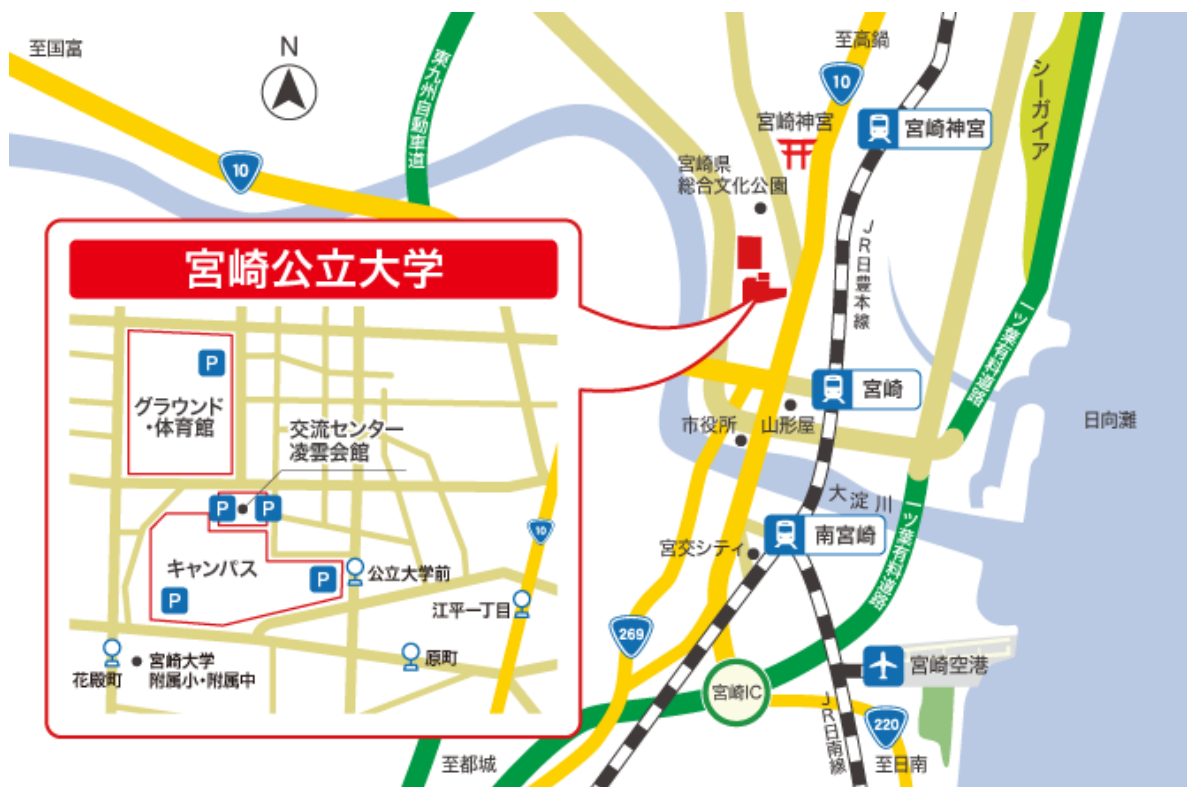 至国富
N
東九州自動車道
10
至高鍋
10
宮崎神宮
宮崎神宮
シーガイア
宮崎県
総合文化公園
JR日豊本線
一ツ葉有料道路
宮崎公立大学
P
グラウンド
・体育館
交流センター
凌雲会館
P
P
キャンパス
P
P
公立大学前
10
江平一丁目
花殿町
宮崎大学
附属小・附属中
原町
宮崎
市役所
山形屋
日向灘
大淀川
一ツ葉有料道路
南宮崎
宮交シティ
269
宮崎空港
宮崎IC
220
JR日南線
至都城
至日南